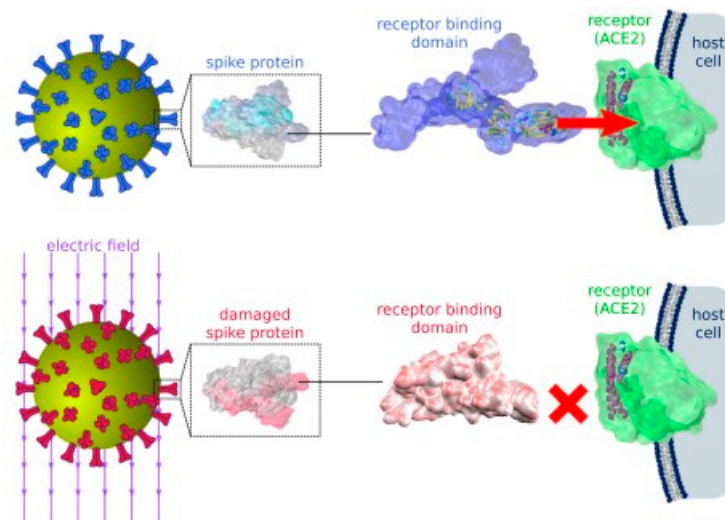 spike protein
receptor binding
domain
receptor
(ACE2)
host
cell
electric field
damaged
spike protein
receptor binding
domain
receptor
(ACE2)
host
cell